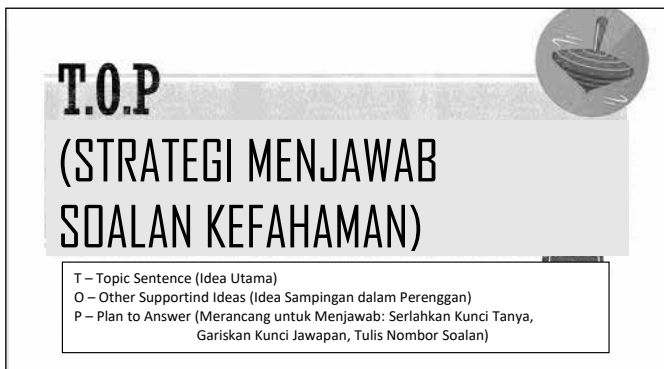 T.O.P
(STRATEGI MENJAWAB
SOALAN KEFAHAMAN)
T – Topic Sentence (Idea Utama)
O – Other Supportind Ideas (Idea Sampingan dalam Perenggan)
P – Plan to Answer (Merancang untuk Menjawab: Serlahkan Kunci Tanya,
Gariskan Kunci Jawapan, Tulis Nombor Soalan)